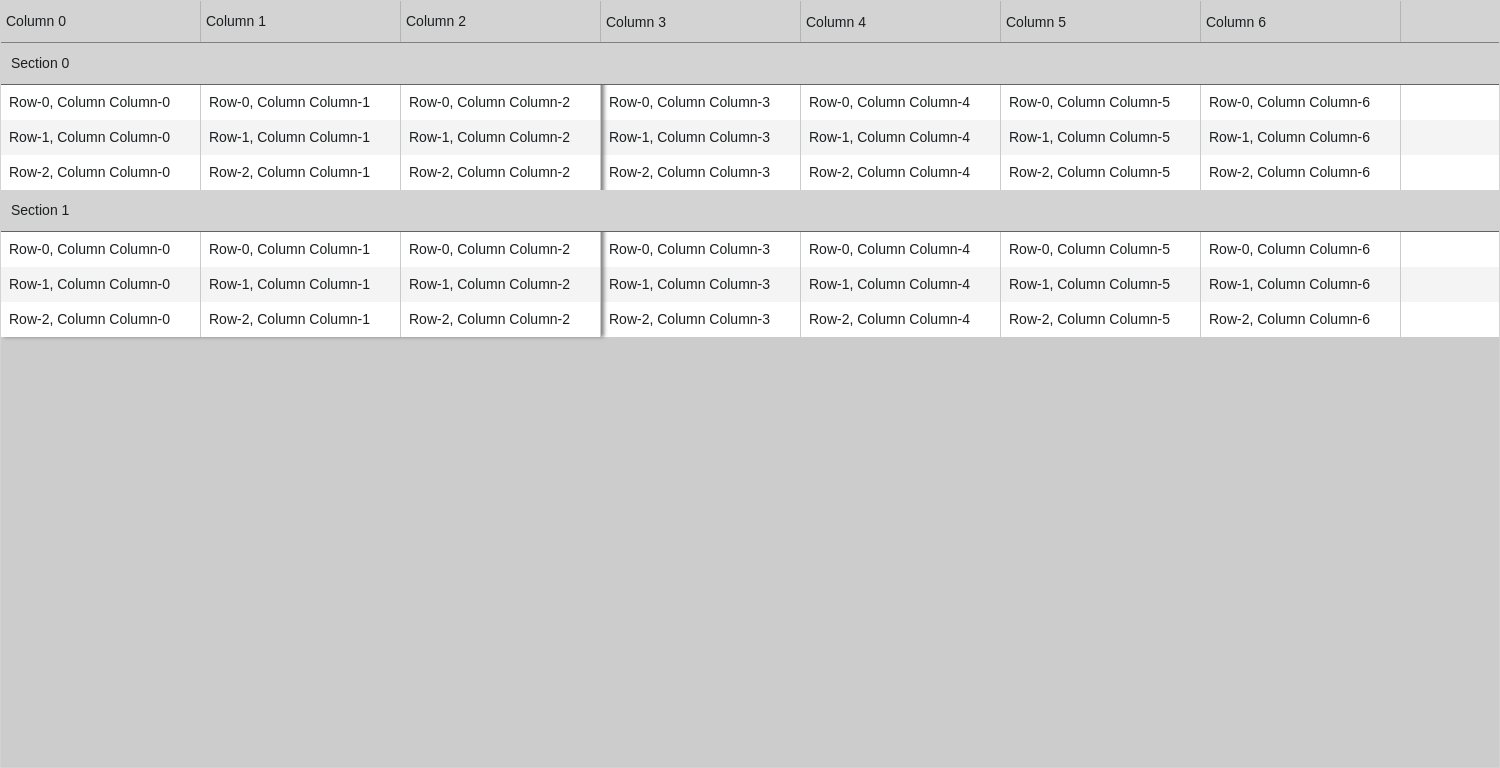 Column 0 Column 1 Column 2 Column 3 Column 4 Column 5 Column 6
Section 0
Row-0, Column Column-0 Row-0, Column Column-1 Row-0, Column Column-2 Row-0, Column Column-3 Row-0, Column Column-4 Row-0, Column Column-5 Row-0, Column Column-6
Row-1, Column Column-0 Row-1, Column Column-1 Row-1, Column Column-2 Row-1, Column Column-3 Row-1, Column Column-4 Row-1, Column Column-5 Row-1, Column Column-6
Row-2, Column Column-0 Row-2, Column Column-1 Row-2, Column Column-2 Row-2, Column Column-3 Row-2, Column Column-4 Row-2, Column Column-5 Row-2, Column Column-6
Section 1
Row-0, Column Column-0 Row-0, Column Column-1 Row-0, Column Column-2 Row-0, Column Column-3 Row-0, Column Column-4 Row-0, Column Column-5 Row-0, Column Column-6
Row-1, Column Column-0 Row-1, Column Column-1 Row-1, Column Column-2 Row-1, Column Column-3 Row-1, Column Column-4 Row-1, Column Column-5 Row-1, Column Column-6
Row-2, Column Column-0 Row-2, Column Column-1 Row-2, Column Column-2 Row-2, Column Column-3 Row-2, Column Column-4 Row-2, Column Column-5 Row-2, Column Column-6